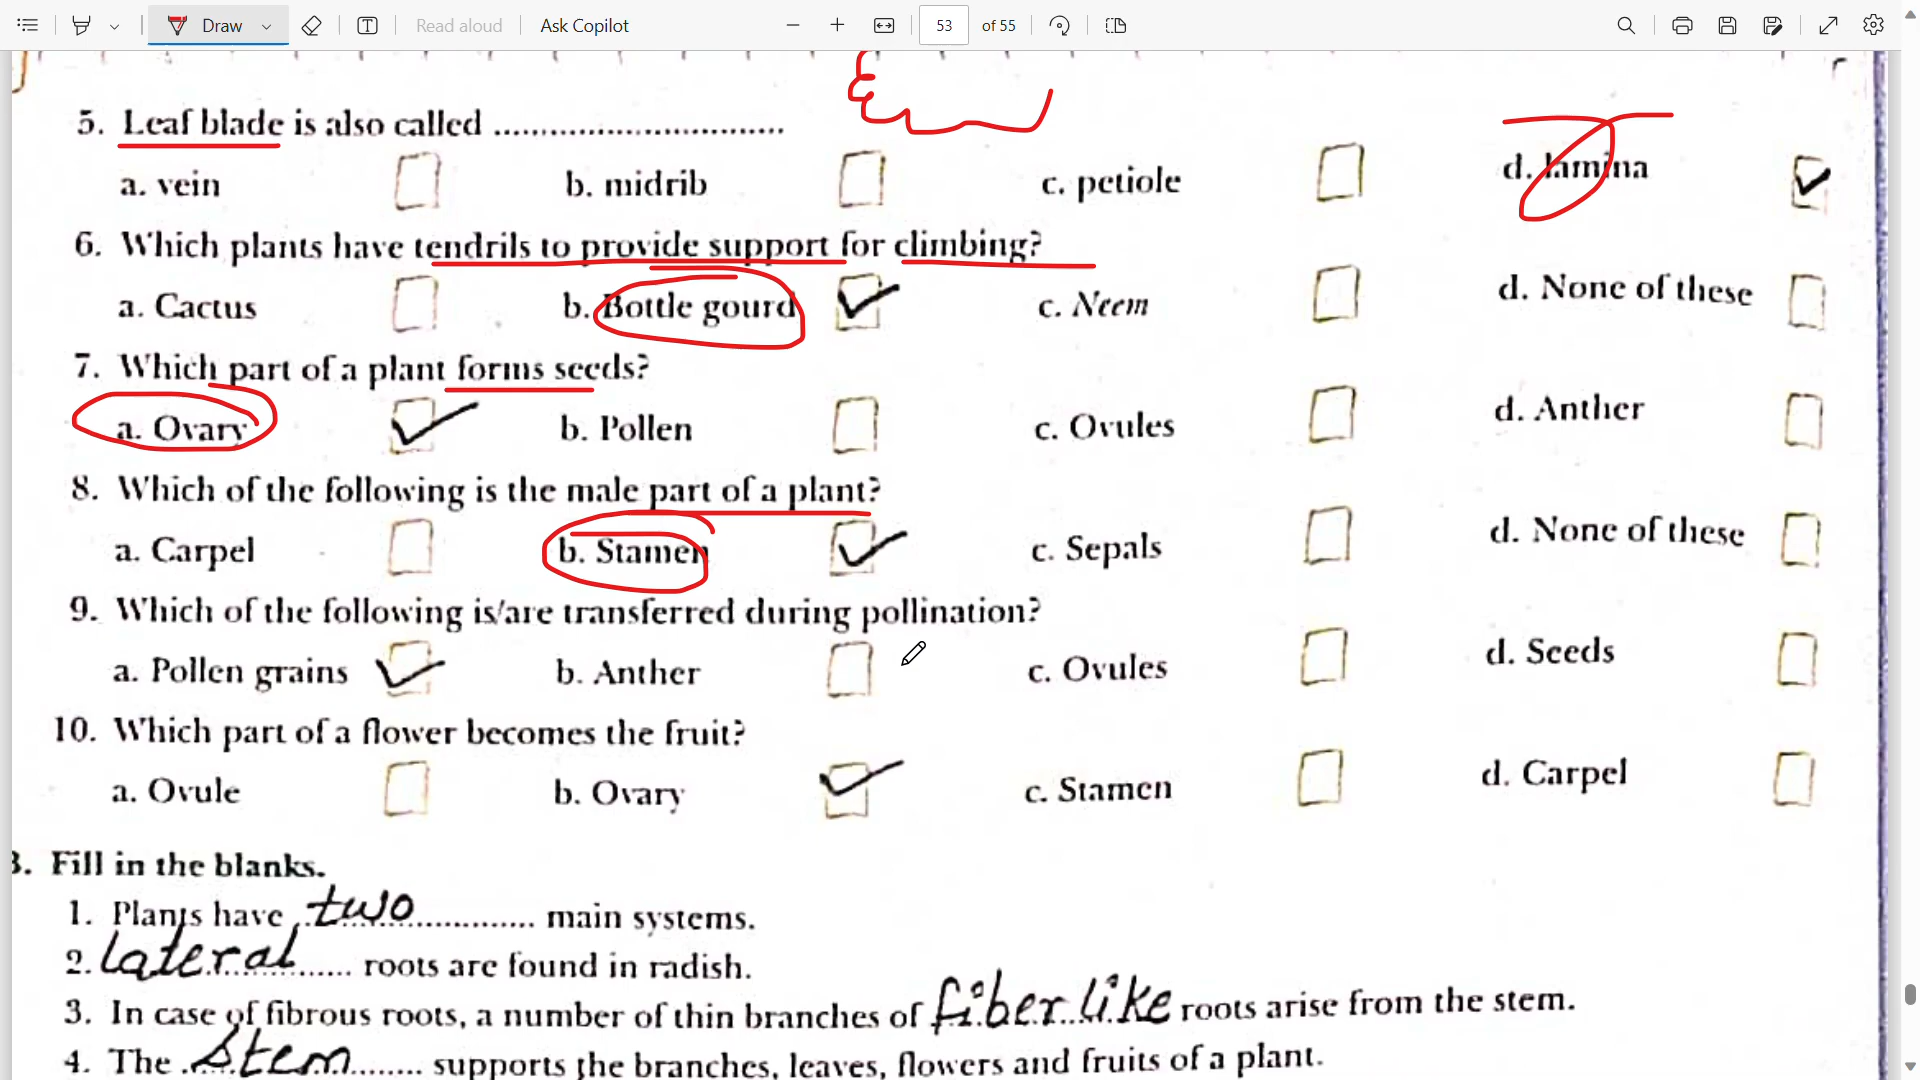 Draw
Read aloud
Ask Copilot
53 of 55
5. Leaf blade is also called ..............................
a. vein b. midrib c. petiole d. lamina
6. Which plants have tendrils to provide support for climbing?
a. Cactus b. Bottle gourd c. Neem d. None of these
7. Which part of a plant forms seeds?
a. Ovary b. Pollen c. Ovules d. Anther
8. Which of the following is the male part of a plant?
a. Carpel b. Stamen c. Sepals d. None of these
9. Which of the following is/are transferred during pollination?
a. Pollen grains b. Anther c. Ovules d. Seeds
10. Which part of a flower becomes the fruit?
a. Ovule b. Ovary c. Stamen d. Carpel
B. Fill in the blanks.
1. Plants have two main systems.
2. lateral roots are found in radish.
3. In case of fibrous roots, a number of thin branches of fiber like roots arise from the stem.
4. The stem supports the branches, leaves, flowers and fruits of a plant.